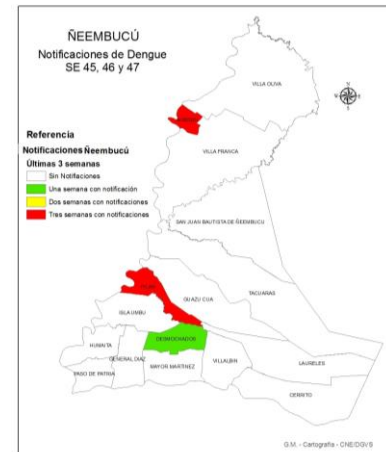 ÑEEMBUCÚ
Notificaciones de Dengue
SE 45, 46 y 47
VILLA OLIVA
N
Referencia
Notificaciones Ñeembucú
Últimas 3 semanas
Sin Notificaciones
Una semana con notificación
Dos semanas con notificaciones
Tres semanas con notificaciones
VILLA FRANCA
SAN JUAN BAUTISTA DE ÑEEMBUCU
TACUARAS
GUAZU CUA
ISLA UMBU
DESMOCHADOS
HUMAITA
GENERAL DIAZ
MAYOR MARTINEZ
VILLALBIN
LAURELES
PASO DE PATRIA
CERRITO
G.M. - Cartografía - CNE/DGVS